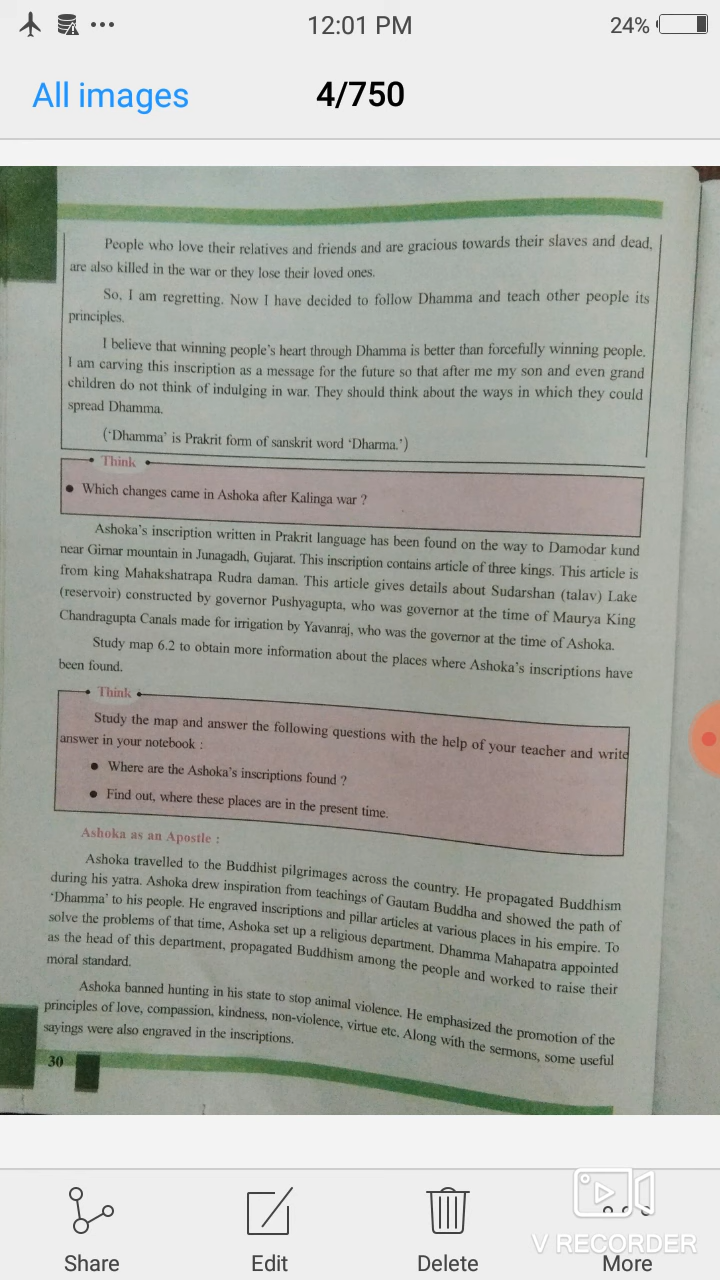 12:01 PM
24%
All images
4/750
People who love their relatives and friends and are gracious towards their slaves and dead,
are also killed in the war or they lose their loved ones.
So, I am regretting. Now I have decided to follow Dhamma and teach other people its
principles.
I believe that winning people's heart through Dhamma is better than forcefully winning people.
I am carving this inscription as a message for the future so that after me my son and even grand
children do not think of indulging in war. They should think about the ways in which they could
spread Dhamma.
('Dhamma' is Prakrit form of sanskrit word 'Dharma.')
Think
• Which changes came in Ashoka after Kalinga war ?
Ashoka's inscription written in Prakrit language has been found on the way to Damodar kund
near Girnar mountain in Junagadh, Gujarat. This inscription contains article of three kings. This article is
from king Mahakshatrapa Rudra daman. This article gives details about Sudarshan (talav) Lake
(reservoir) constructed by governor Pushyagupta, who was governor at the time of Maurya King
Chandragupta Canals made for irrigation by Yavanraj, who was the governor at the time of Ashoka.
Study map 6.2 to obtain more information about the places where Ashoka's inscriptions have
been found.
Think
Study the map and answer the following questions with the help of your teacher and write
answer in your notebook :
• Where are the Ashoka's inscriptions found ?
• Find out, where these places are in the present time.
Ashoka as an Apostle :
Ashoka travelled to the Buddhist pilgrimages across the country. He propagated Buddhism
during his yatra. Ashoka drew inspiration from teachings of Gautam Buddha and showed the path of
'Dhamma' to his people. He engraved inscriptions and pillar articles at various places in his empire. To
solve the problems of that time, Ashoka set up a religious department. Dhamma Mahapatra appointed
as the head of this department, propagated Buddhism among the people and worked to raise their
moral standard.
Ashoka banned hunting in his state to stop animal violence. He emphasized the promotion of the
principles of love, compassion, kindness, non-violence, virtue etc. Along with the sermons, some useful
sayings were also engraved in the inscriptions.
30
V RECORDER
Share
Edit
Delete
More